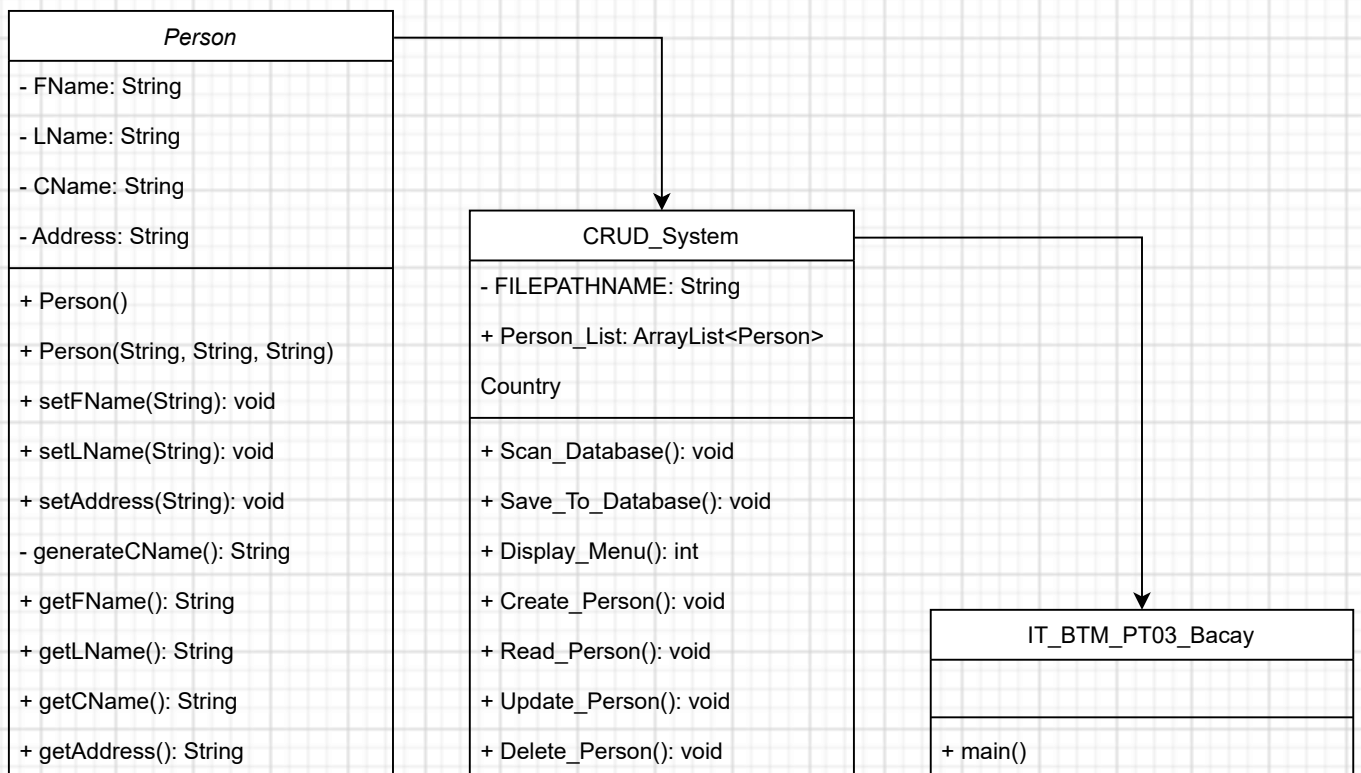 Person
- FName: String
- LName: String
- CName: String
- Address: String
+ Person()
+ Person(String, String, String)
+ setFName(String): void
+ setLName(String): void
+ setAddress(String): void
- generateCName(): String
+ getFName(): String
+ getLName(): String
+ getCName(): String
+ getAddress(): String
CRUD_System
- FILEPATHNAME: String
+ Person_List: ArrayList<Person>
Country
+ Scan_Database(): void
+ Save_To_Database(): void
+ Display_Menu(): int
+ Create_Person(): void
+ Read_Person(): void
+ Update_Person(): void
+ Delete_Person(): void
IT_BTM_PT03_Bacay
+ main()